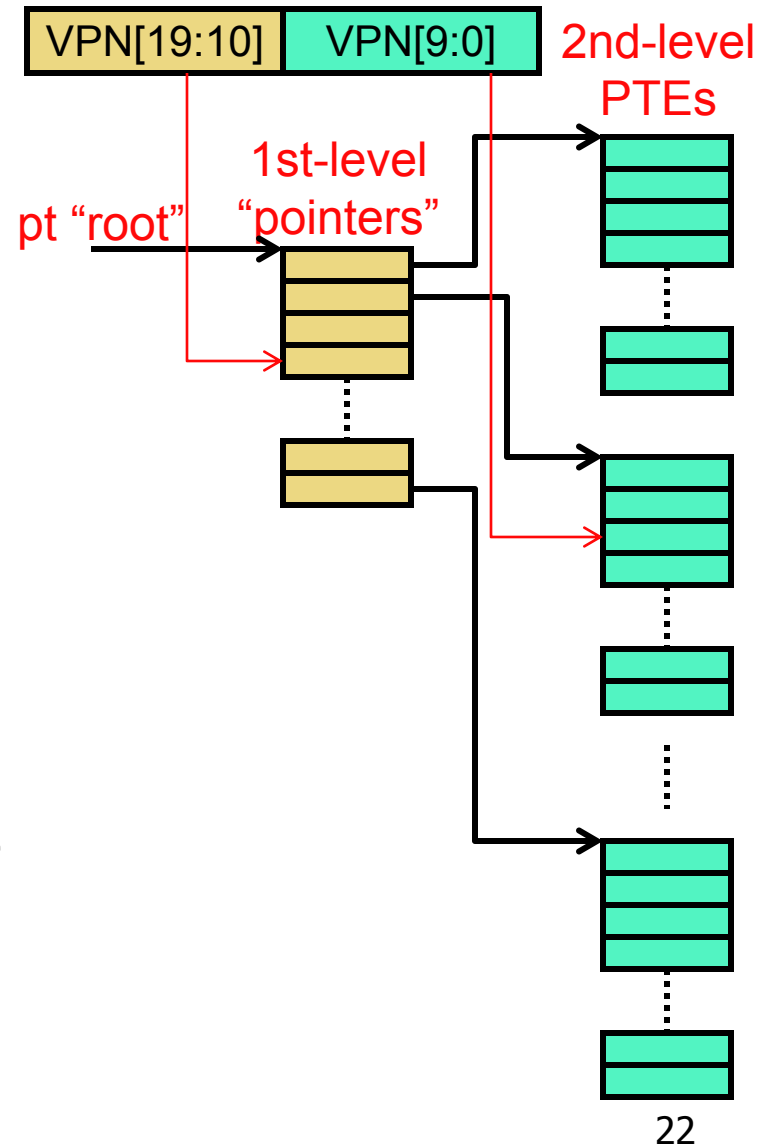 VPN[19:10] VPN[9:0]
2nd-level
PTEs
1st-level
“pointers”
pt “root”
22